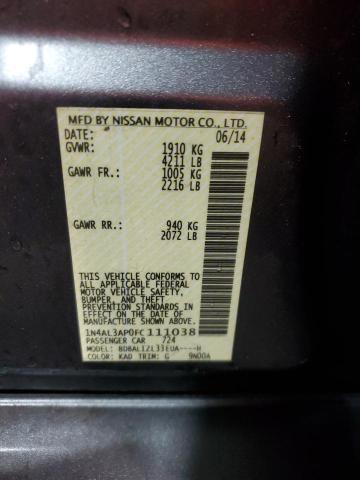 MFD BY NISSAN MOTOR CO., LTD.
DATE: 06/14
GVWR: 1910 KG
4211 LB
GAWR FR.: 1005 KG
2216 LB
GAWR RR.: 940 KG
2072 LB
THIS VEHICLE CONFORMS TO
ALL APPLICABLE FEDERAL
MOTOR VEHICLE SAFETY,
BUMPER, AND THEFT
PREVENTION STANDARDS
IN EFFECT ON THE DATE
OF MANUFACTURE SHOWN ABOVE.
1N4AL3AP0FC111038
PASSENGER CAR 724
MODEL: BDBALIZL33EUA----H
COLOR: KAD TRIM: G 9N00A